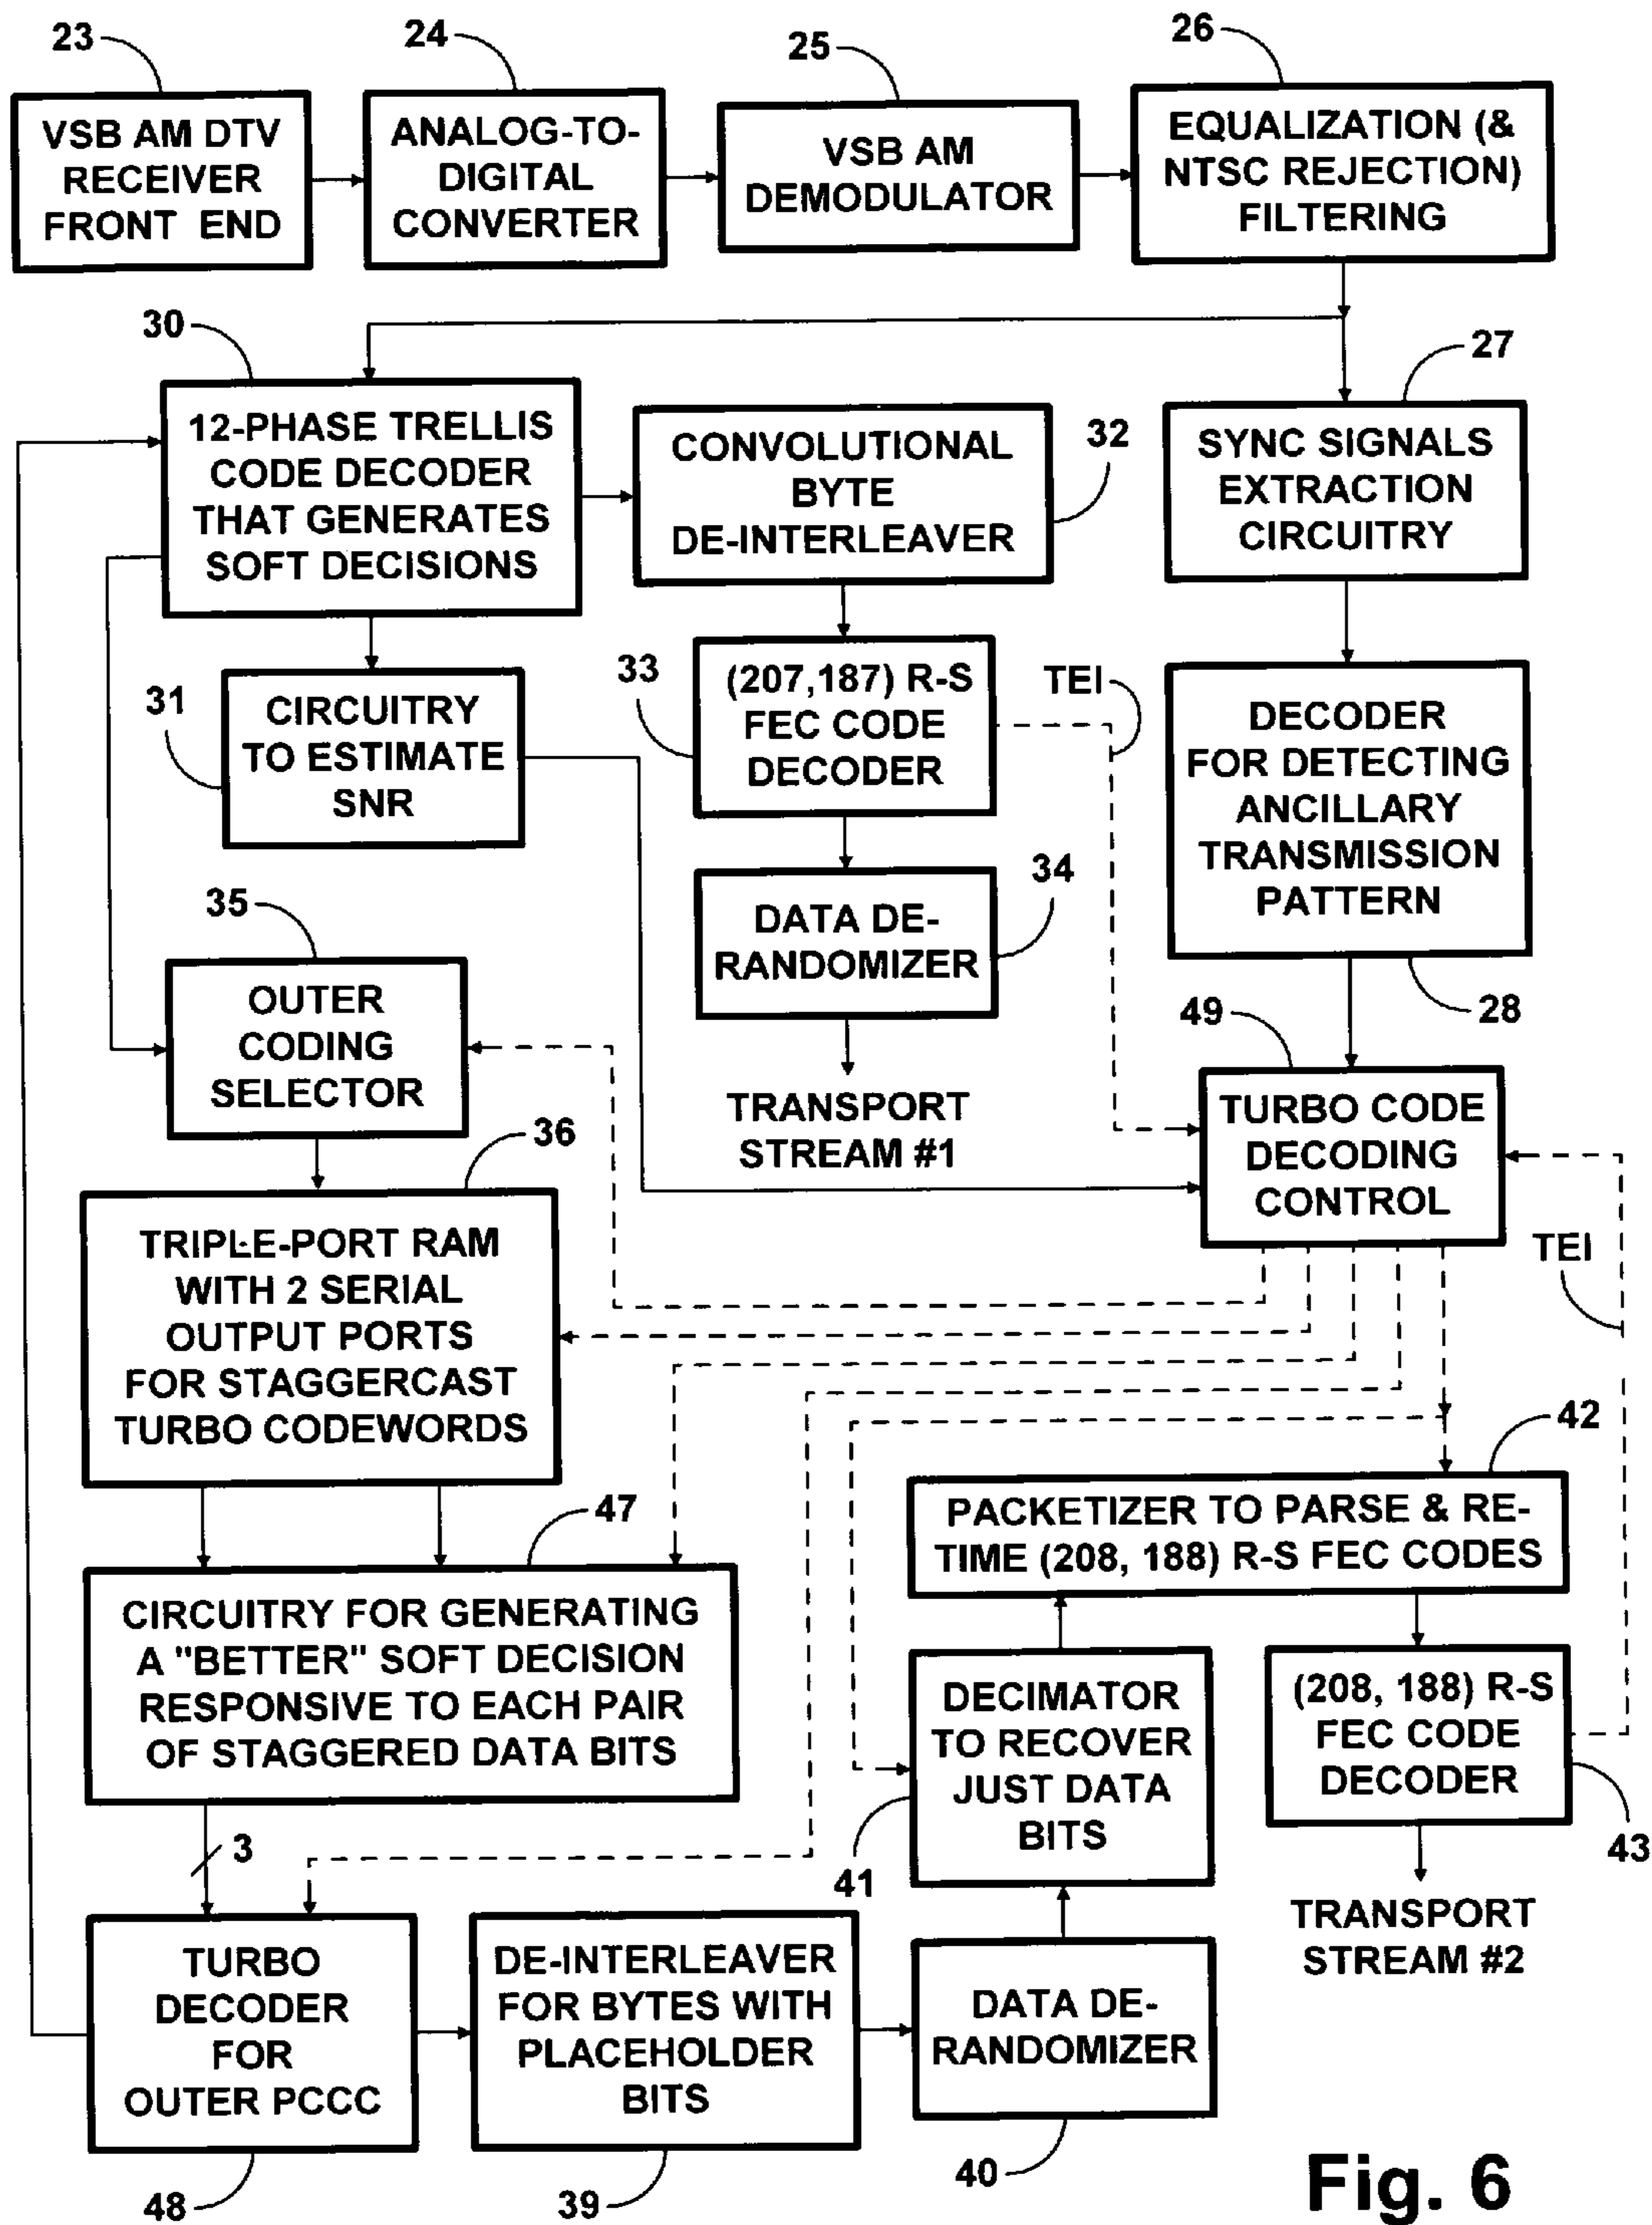 23
24
25
26
VSB AM DTV
RECEIVER
FRONT END
ANALOG-TO-
DIGITAL
CONVERTER
VSB AM
DEMODULATOR
EQUALIZATION (&
NTSC REJECTION)
FILTERING
30
27
12-PHASE TRELLIS
CODE DECODER
THAT GENERATES
SOFT DECISIONS
CONVOLUTIONAL
BYTE
DE-INTERLEAVER
32
SYNC SIGNALS
EXTRACTION
CIRCUITRY
31
CIRCUITRY
TO ESTIMATE
SNR
33
(207,187) R-S
FEC CODE
DECODER
TEI
DECODER
FOR DETECTING
ANCILLARY
TRANSMISSION
PATTERN
28
34
DATA DE-
RANDOMIZER
TRANSPORT
STREAM #1
35
OUTER
CODING
SELECTOR
49
TURBO CODE
DECODING
CONTROL
TEI
36
TRIPLE-PORT RAM
WITH 2 SERIAL
OUTPUT PORTS
FOR STAGGERCAST
TURBO CODEWORDS
42
PACKETIZER TO PARSE & RE-
TIME (208, 188) R-S FEC CODES
47
CIRCUITRY FOR GENERATING
A "BETTER" SOFT DECISION
RESPONSIVE TO EACH PAIR
OF STAGGERED DATA BITS
DECIMATOR
TO RECOVER
JUST DATA
BITS
41
(208, 188) R-S
FEC CODE
DECODER
43
TRANSPORT
STREAM #2
3
TURBO
DECODER
FOR
OUTER PCCC
48
DE-INTERLEAVER
FOR BYTES WITH
PLACEHOLDER
BITS
39
DATA DE-
RANDOMIZER
40
Fig. 6